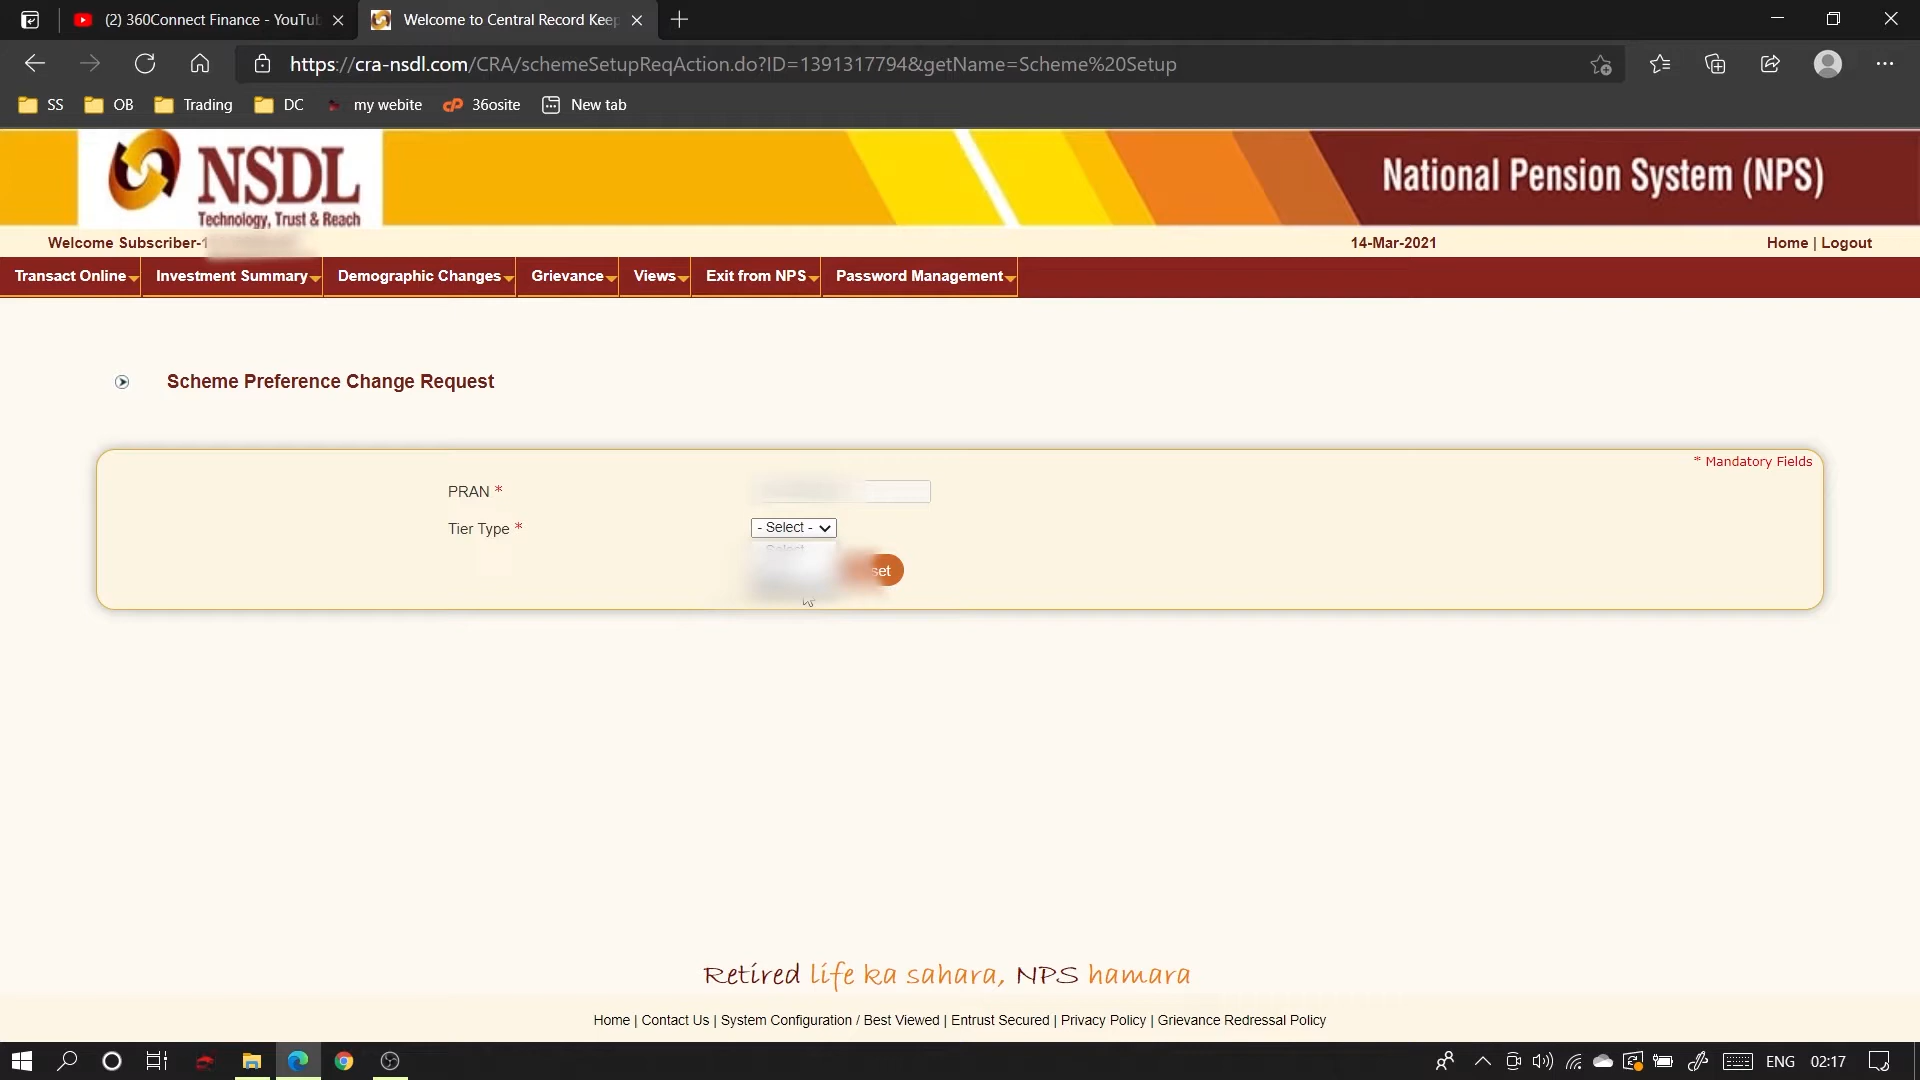 (2) 360Connect Finance - YouTu
Welcome to Central Record Keep
https://cra-nsdl.com/CRA/schemeSetupReqAction.do?ID=1391317794&getName=Scheme%20Setup
SS OB Trading DC my webite 36osite New tab
NSDL
Technology, Trust & Reach
National Pension System (NPS)
Welcome Subscriber-1
14-Mar-2021
Home | Logout
Transact Online Investment Summary Demographic Changes Grievance Views Exit from NPS Password Management
Scheme Preference Change Request
* Mandatory Fields
PRAN *
Tier Type *
- Select -
set
Retired life ka sahara, NPS hamara
Home | Contact Us | System Configuration / Best Viewed | Entrust Secured | Privacy Policy | Grievance Redressal Policy
ENG 02:17